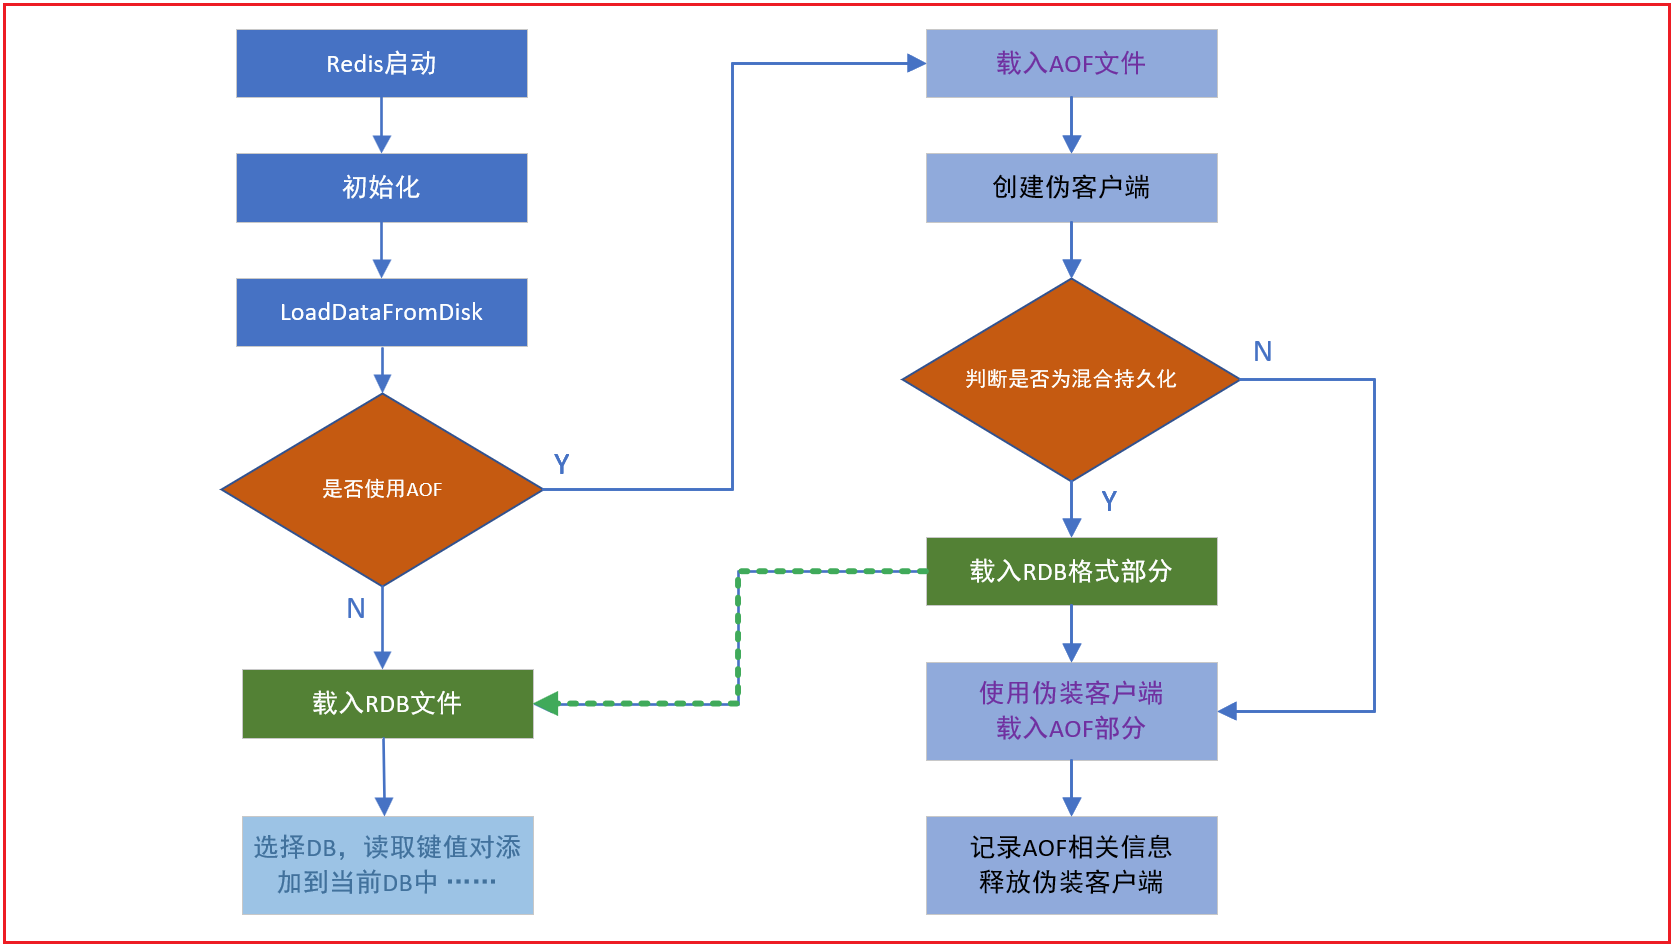 Redis启动
初始化
LoadDataFromDisk
是否使用AOF
Y
N
载入RDB文件
选择DB，读取键值对添
加到当前DB中 ⋯⋯
载入AOF文件
创建伪客户端
判断是否为混合持久化
N
Y
载入RDB格式部分
使用伪装客户端
载入AOF部分
记录AOF相关信息
释放伪装客户端